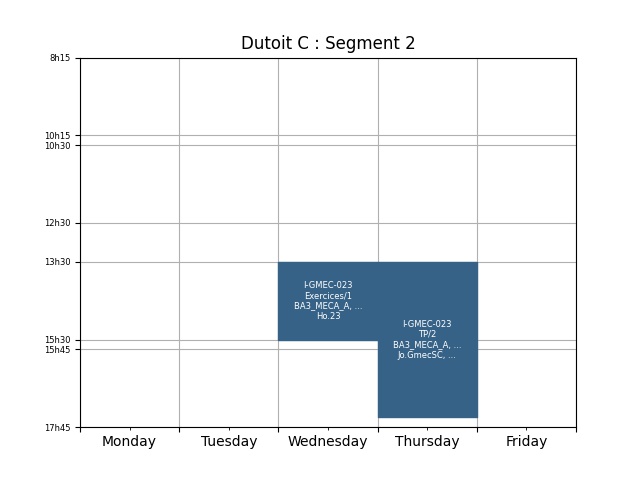 Dutoit C : Segment 2
8h15
10h15
10h30
12h30
13h30
15h30
15h45
17h45
I-GMEC-023
Exercices/1
BA3_MECA_A, ...
Ho.23
I-GMEC-023
TP/2
BA3_MECA_A, ...
Jo.GmecSC, ...
Monday
Tuesday
Wednesday
Thursday
Friday